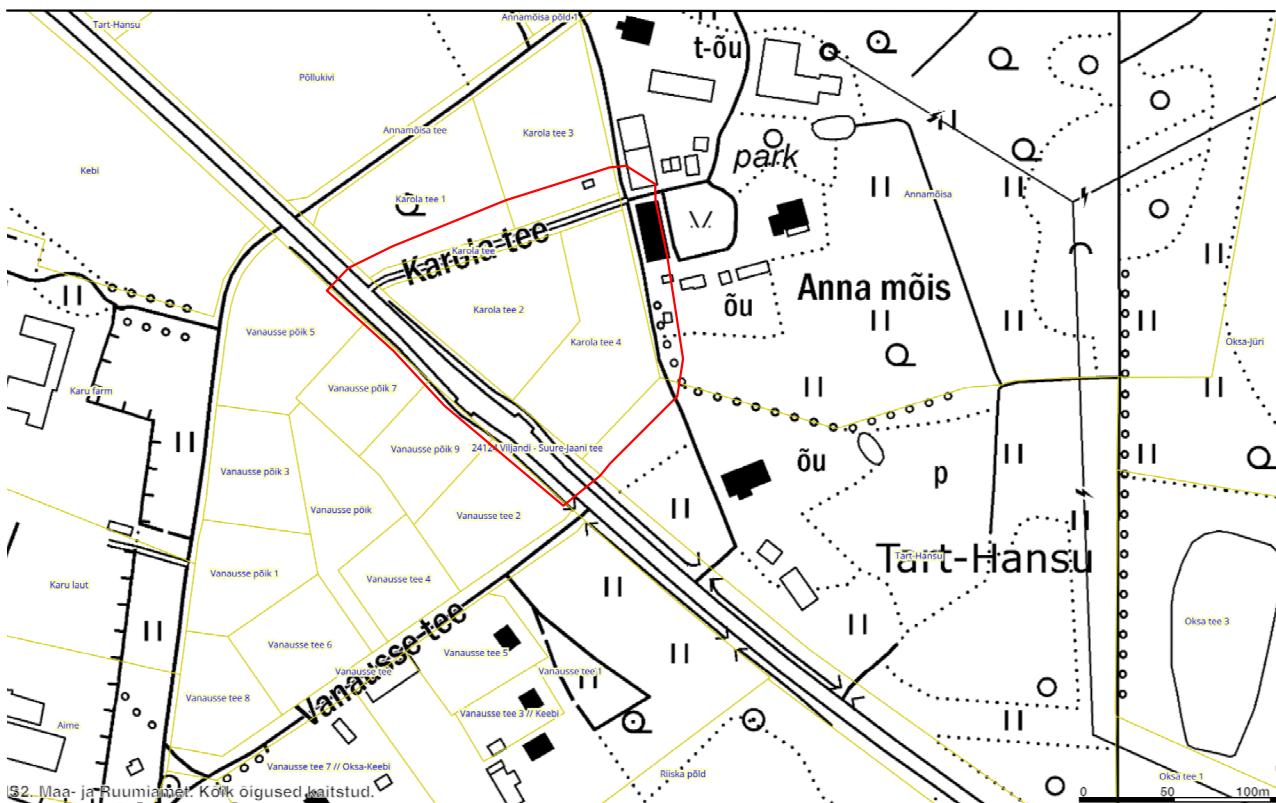 Tart-Hansu
Annamõisa põld 1
t-õu
Põllukivi
Annamõisa tee
Karola tee 3
park
Kebi
Karola tee 1
Annamõisa
Karola tee
Karola tee
Anna mõis
õu
Karola tee 2
Vanausse põik 5
Karola tee 4
Oksa-Jüri
Karu farm
Vanausse põik 7
Vanausse põik 9
24124 Viljandi - Suure-Jaani tee
õu
p
Vanausse põik 3
Vanausse põik
Vanausse tee 2
Tart-Hansu
Tart-Hansu
Vanausse põik 1
Vanausse tee 4
Karu laut
Oksa tee 3
Vanausse tee
Vanausse tee 6
Vanausse tee 5
Vanausse tee
Vanausse tee 1
Vanausse tee 8
Vanausse tee 3 // Keebi
Aime
Vanausse tee 7 // Oksa-Keebi
Riiska põld
Oksa tee 1
Maa- ja Ruumiamet. Kõik õigused kaitstud.
0 50 100m